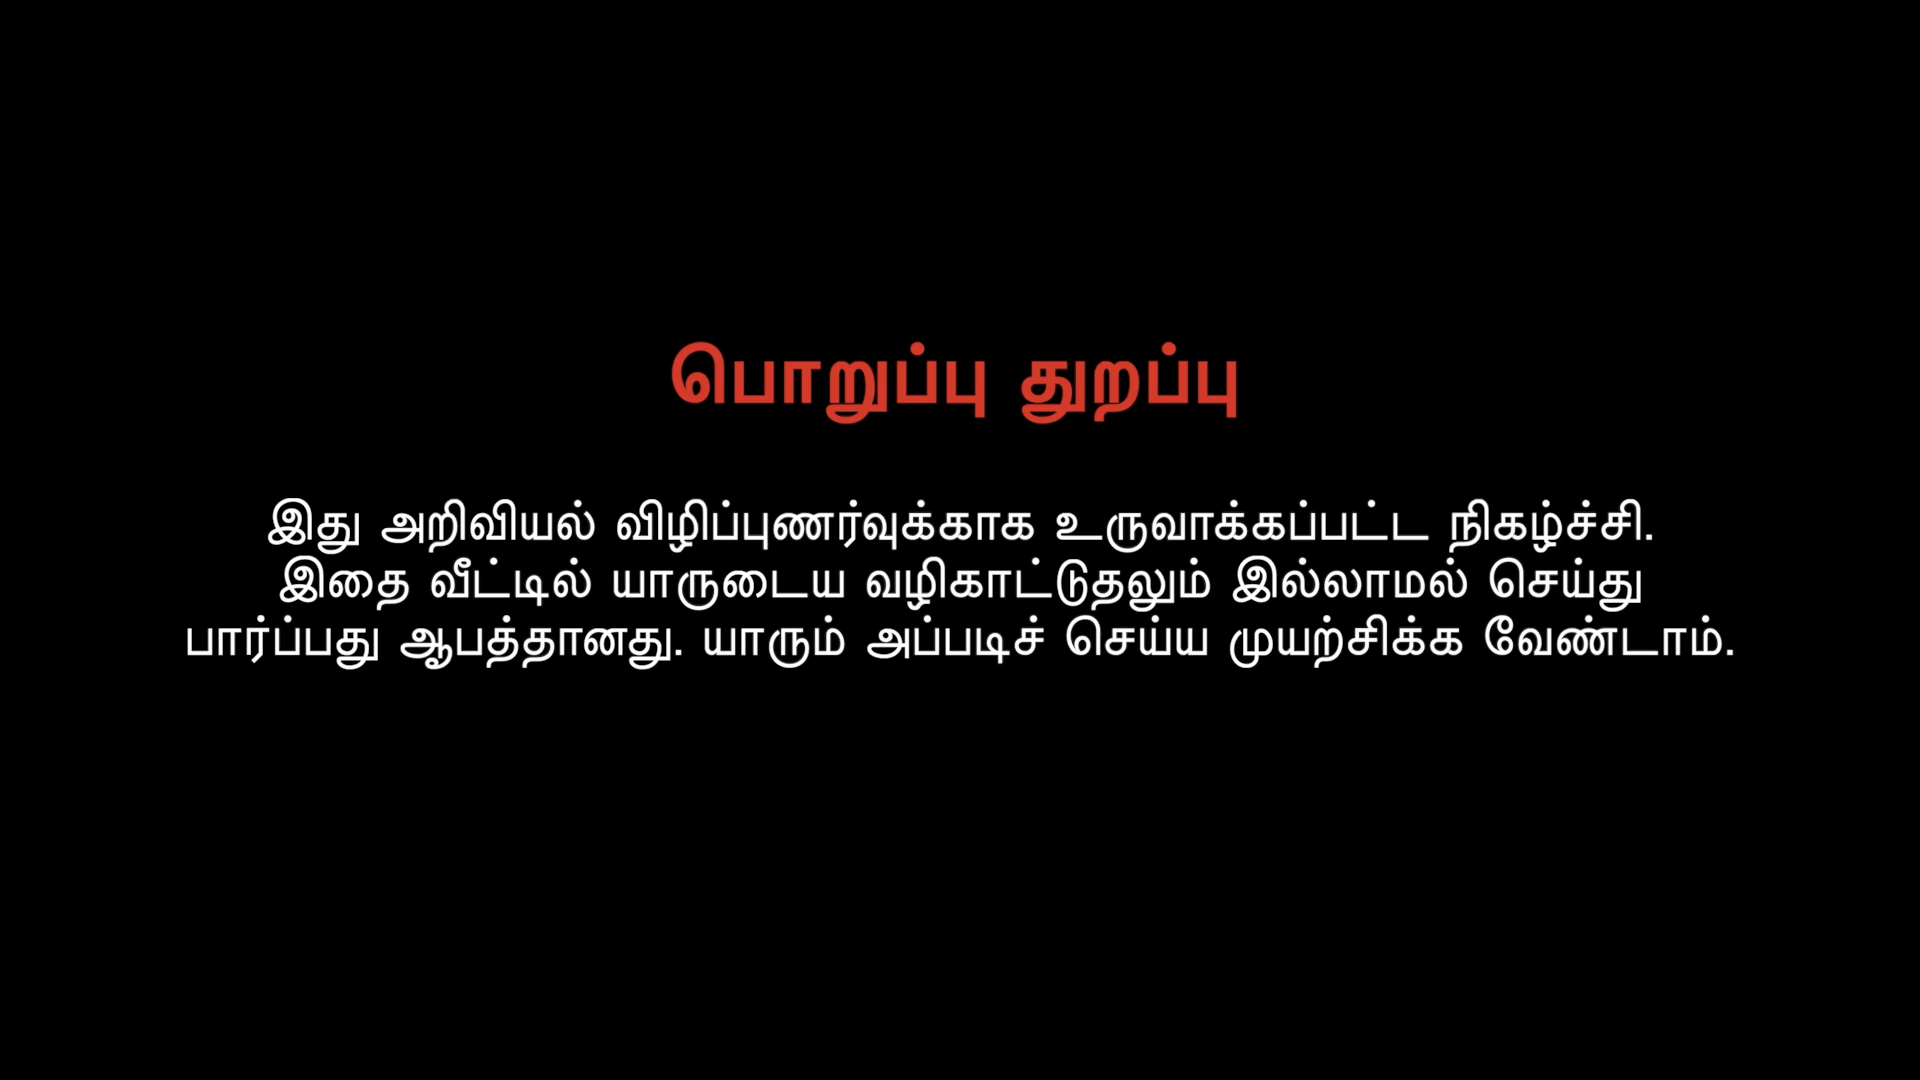 பொறுப்பு துறப்பு
இது அறிவியல் விழிப்புணர்வுக்காக உருவாக்கப்பட்ட நிகழ்ச்சி.
இதை வீட்டில் யாருடைய வழிகாட்டுதலும் இல்லாமல் செய்து
பார்ப்பது ஆபத்தானது. யாரும் அப்படிச் செய்ய முயற்சிக்க வேண்டாம்.